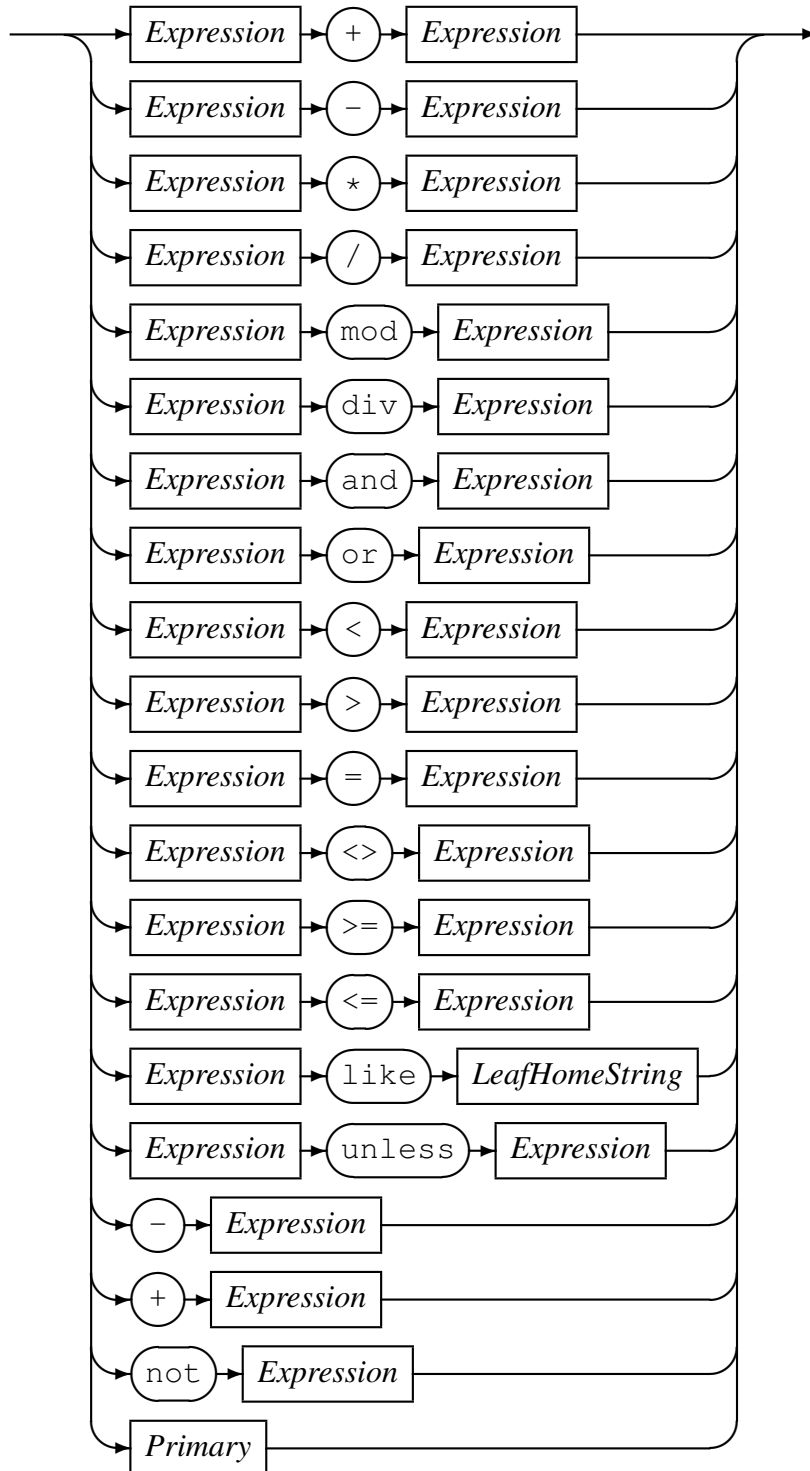 Expression + Expression
Expression - Expression
Expression * Expression
Expression / Expression
Expression mod Expression
Expression div Expression
Expression and Expression
Expression or Expression
Expression < Expression
Expression > Expression
Expression = Expression
Expression <> Expression
Expression >= Expression
Expression <= Expression
Expression like LeafHomeString
Expression unless Expression
- Expression
+ Expression
not Expression
Primary